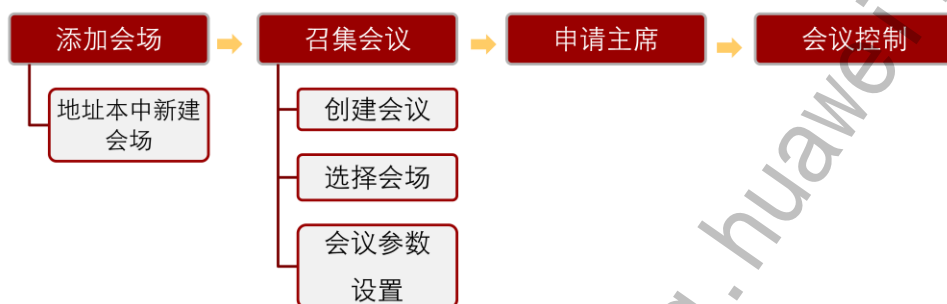 添加会场
召集会议
申请主席
会议控制
地址本中新建
会场
创建会议
选择会场
会议参数
设置
g.huawei